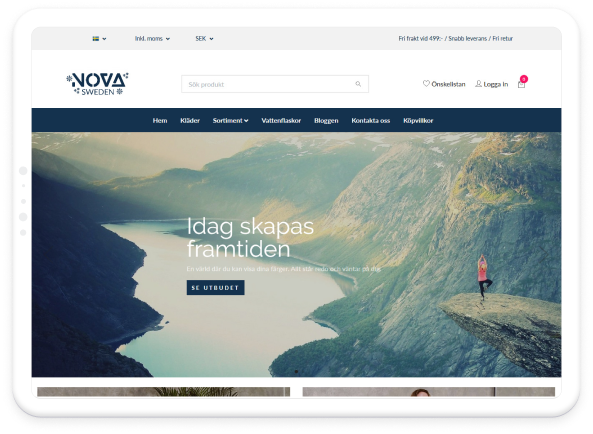 Inkl. moms
SEK
Fri frakt vid 499:- / Snabb leverans / Fri retur
NOVA
SWEDEN
Sök produkt
Önskelistan
Logga in
0
Hem
Kläder
Sortiment
Vattenflaskor
Bloggen
Kontakta oss
Köpvillkor
Idag skapas
framtiden
En värld där du kan visa dina färger. Allt står redo och väntar på dig.
SE UTBUDET